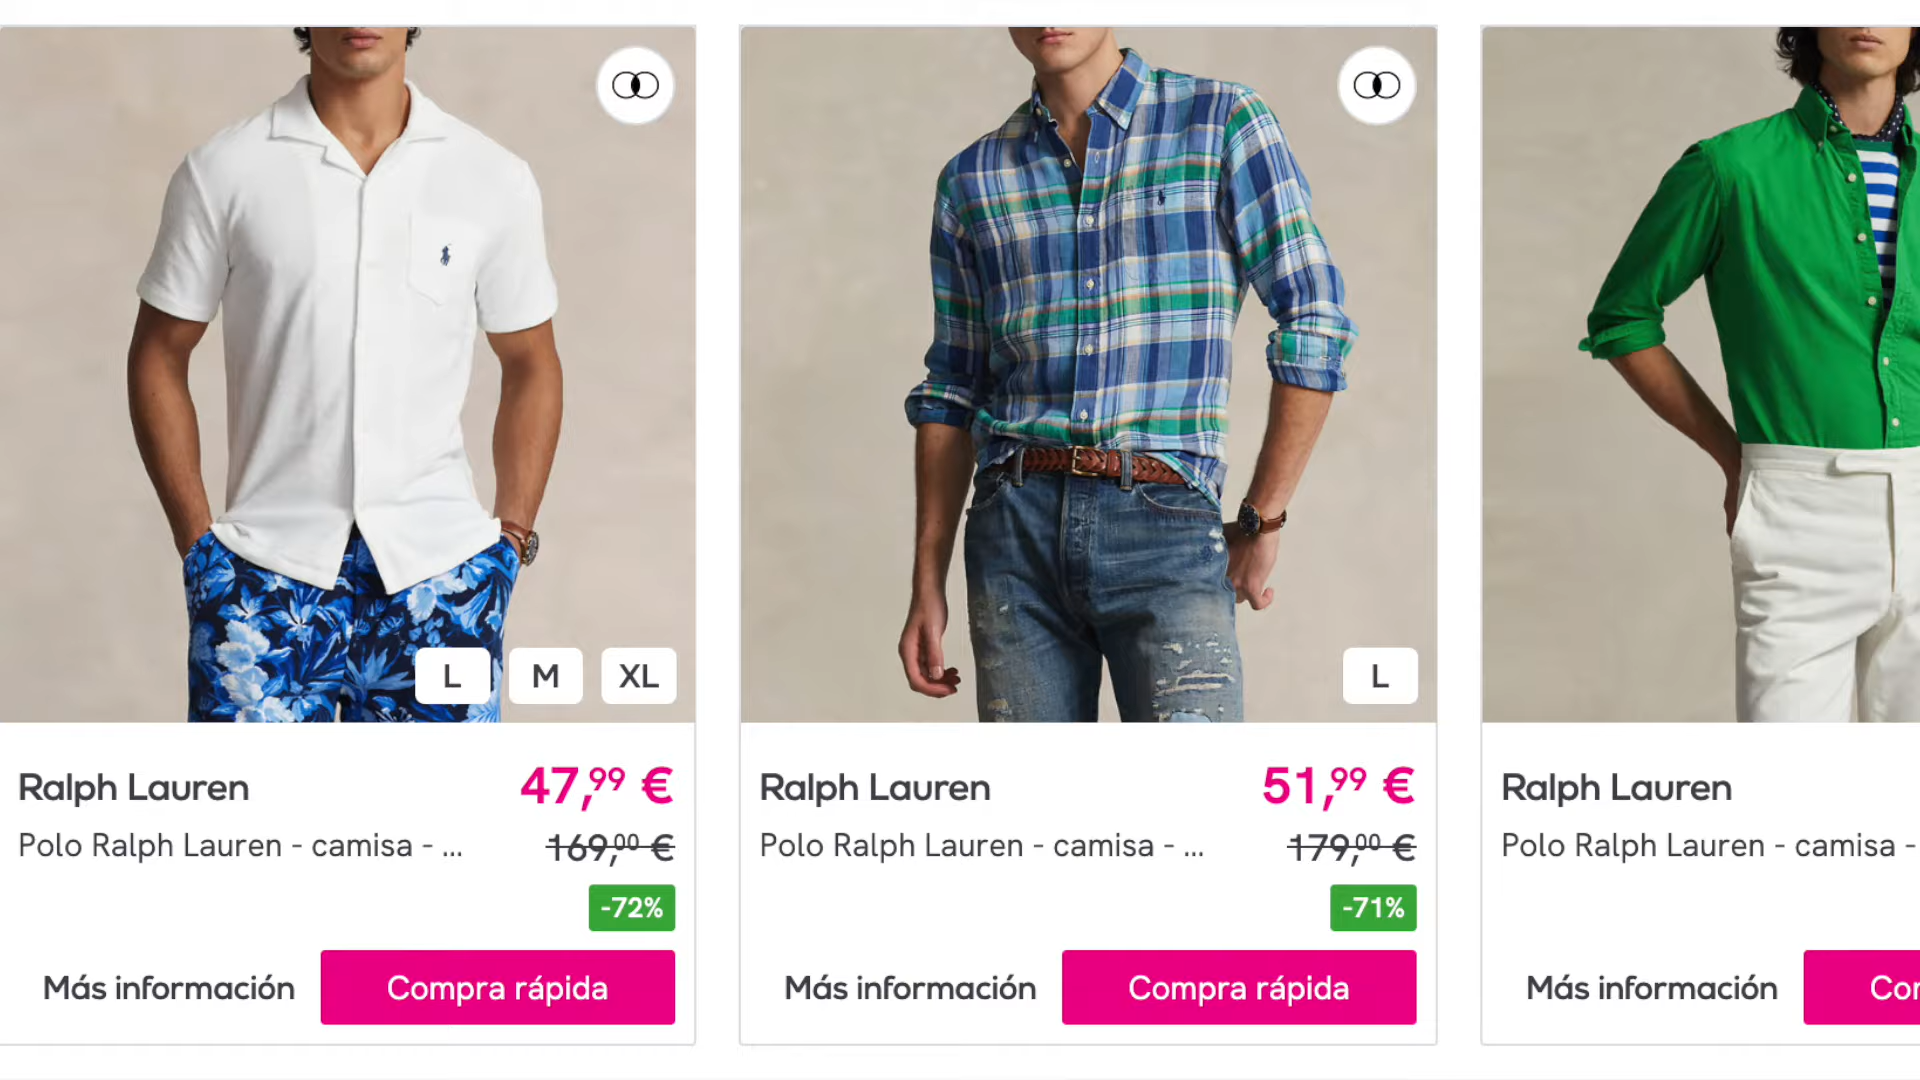 L M XL
Ralph Lauren 47,99 €
Polo Ralph Lauren - camisa - ... 169,00 €
-72%
Más información Compra rápida
L
Ralph Lauren 51,99 €
Polo Ralph Lauren - camisa - ... 179,00 €
-71%
Más información Compra rápida
Ralph Lauren
Polo Ralph Lauren - camisa -
Más información